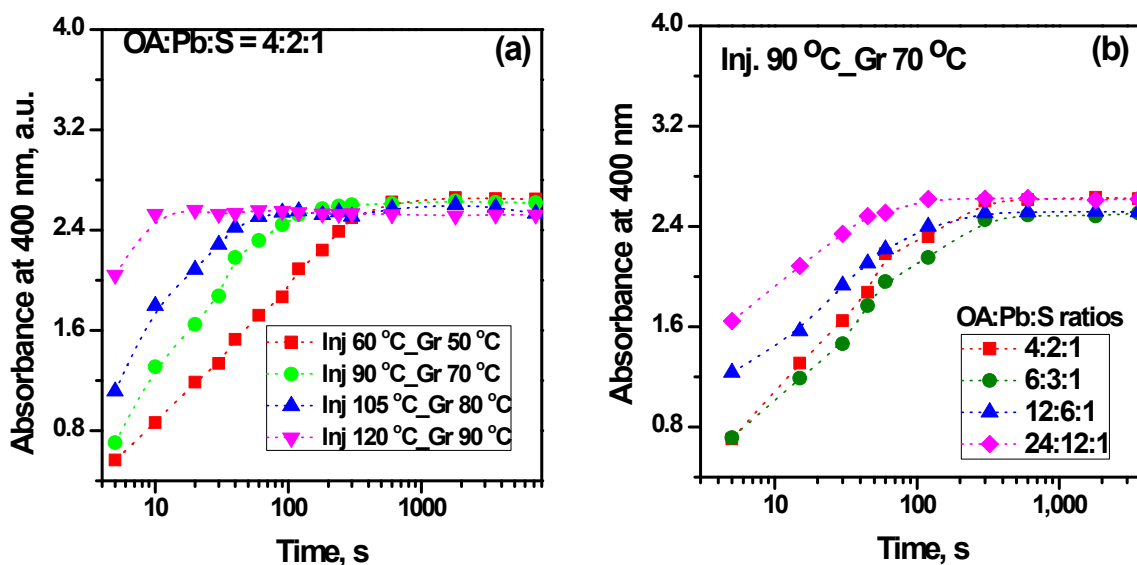 OA:Pb:S = 4:2:1
(a)
4.0
3.2
2.4
1.6
0.8
Absorbance at 400 nm, a.u.
Inj 60 °C_Gr 50 °C
Inj 90 °C_Gr 70 °C
Inj 105 °C_Gr 80 °C
Inj 120 °C_Gr 90 °C
10
100
1000
Time, s
Inj. 90 °C_Gr 70 °C
(b)
4.0
3.2
2.4
1.6
0.8
Absorbance at 400 nm
OA:Pb:S ratios
4:2:1
6:3:1
12:6:1
24:12:1
10
100
1,000
Time, s